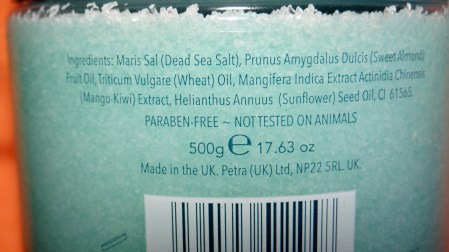 Ingredients: Maris Sal (Dead Sea Salt), Prunus Amygdalus Dulcis (Sweet Almond)
Fruit Oil, Triticum Vulgare (Wheat) Oil, Mangifera Indica Extract Actinidia Chinensis
(Mango-Kiwi) Extract, Helianthus Annuus (Sunflower) Seed Oil, CI 61565.
PARABEN-FREE ~ NOT TESTED ON ANIMALS
500g e 17.63 oz
Made in the UK. Petra (UK) Ltd, NP22 5RL. UK.